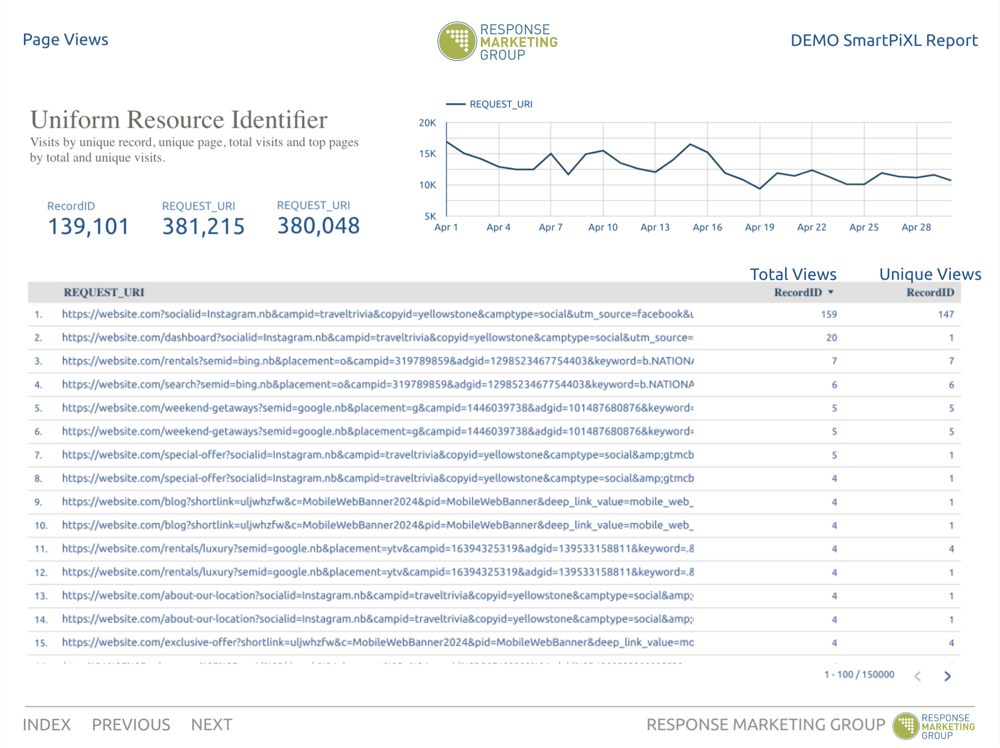 Page Views
RESPONSE
MARKETING
GROUP
DEMO SmartPiXL Report
Uniform Resource Identifier
Visits by unique record, unique page, total visits and top pages
by total and unique visits.
RecordID
139,101
REQUEST_URI
381,215
REQUEST_URI
380,048
REQUEST_URI
20K
15K
10K
5K
Apr 1 Apr 4 Apr 7 Apr 10 Apr 13 Apr 16 Apr 19 Apr 22 Apr 25 Apr 28
Total Views Unique Views
REQUEST_URI RecordID RecordID
1. https://website.com?socialid=Instagram.nb&campid=traveltrivia&copyid=yellowstone&camptype=social&utm_source=facebook&u 159 147
2. https://website.com/dashboard?socialid=Instagram.nb&campid=traveltrivia&copyid=yellowstone&camptype=social&utm_source= 20 1
3. https://website.com/rentals?semid=bing.nb&placement=o&campid=319789859&adgid=1298523467754403&keyword=b.NATIONA 7 7
4. https://website.com/search?semid=bing.nb&placement=o&campid=319789859&adgid=1298523467754403&keyword=b.NATIONA 6 6
5. https://website.com/weekend-getaways?semid=google.nb&placement=g&campid=1446039738&adgid=101487680876&keyword= 5 5
6. https://website.com/weekend-getaways?semid=google.nb&placement=g&campid=1446039738&adgid=101487680876&keyword= 5 5
7. https://website.com/special-offer?socialid=Instagram.nb&campid=traveltrivia&copyid=yellowstone&camptype=social&amp;gtmcb 5 1
8. https://website.com/special-offer?socialid=Instagram.nb&campid=traveltrivia&copyid=yellowstone&camptype=social&amp;gtmcb 4 1
9. https://website.com/blog?shortlink=uljwhzfw&c=MobileWebBanner2024&pid=MobileWebBanner&deep_link_value=mobile_web_ 4 1
10. https://website.com/blog?shortlink=uljwhzfw&c=MobileWebBanner2024&pid=MobileWebBanner&deep_link_value=mobile_web_ 4 1
11. https://website.com/rentals/luxury?semid=google.nb&placement=ytv&campid=16394325319&adgid=139533158811&keyword=.& 4 4
12. https://website.com/rentals/luxury?semid=google.nb&placement=ytv&campid=16394325319&adgid=139533158811&keyword=.& 4 1
13. https://website.com/about-our-location?socialid=Instagram.nb&campid=traveltrivia&copyid=yellowstone&camptype=social&amp; 4 1
14. https://website.com/about-our-location?socialid=Instagram.nb&campid=traveltrivia&copyid=yellowstone&camptype=social&amp; 4 1
15. https://website.com/exclusive-offer?shortlink=uljwhzfw&c=MobileWebBanner2024&pid=MobileWebBanner&deep_link_value=mo 4 4
1 - 100 / 150000
INDEX PREVIOUS NEXT
RESPONSE MARKETING GROUP
RESPONSE
MARKETING
GROUP